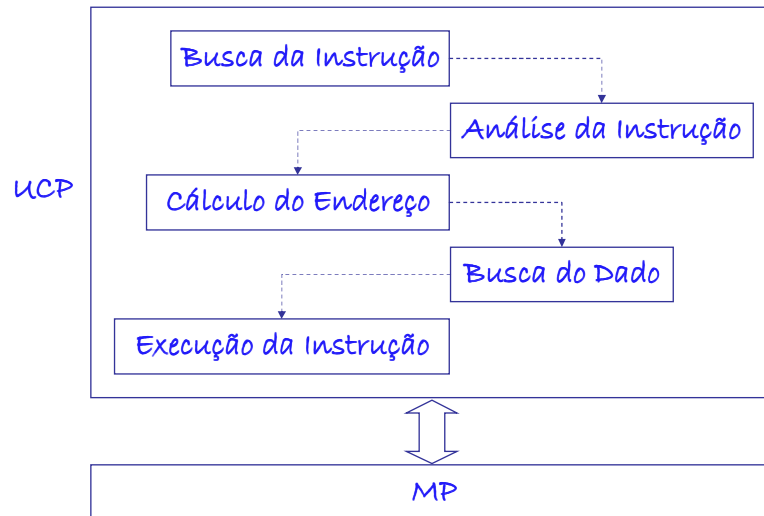 Busca da Instrução
Análise da Instrução
UCP
Cálculo do Endereço
Busca do Dado
Execução da Instrução
MP